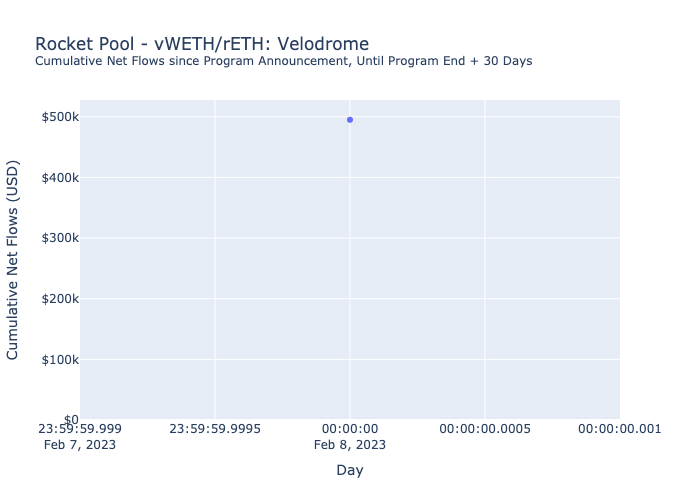 Rocket Pool - vWETH/rETH: Velodrome
Cumulative Net Flows since Program Announcement, Until Program End + 30 Days
Cumulative Net Flows (USD)
$500k
$400k
$300k
$200k
$100k
$0
23:59:59.999 23:59:59.9995 00:00:00 00:00:00.0005 00:00:00.001
Feb 7, 2023 Feb 8, 2023
Day